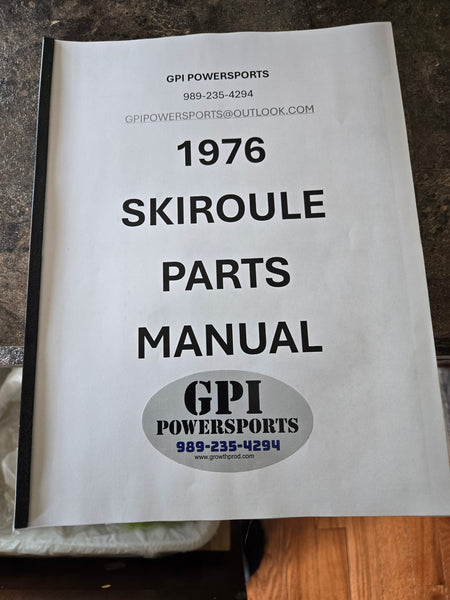 GPI POWERSPORTS
989-235-4294
GPIPOWERSPORTS@OUTLOOK.COM
1976
SKIROULE
PARTS
MANUAL
GPI
POWERSPORTS
989-235-4294
www.growthprod.com